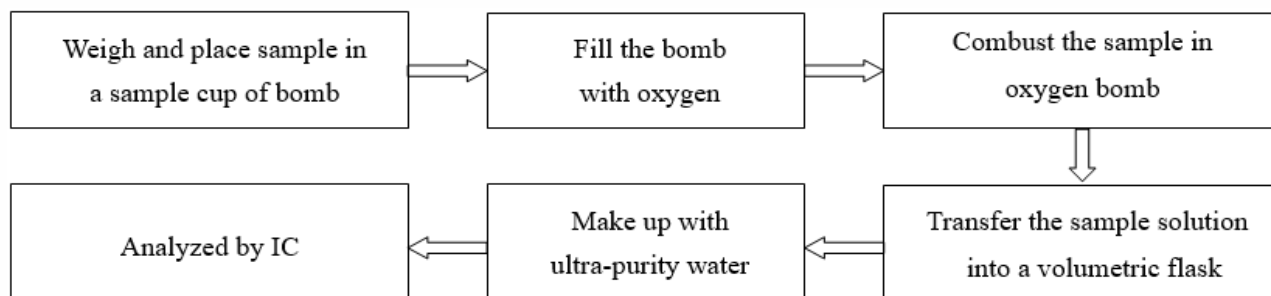 Weigh and place sample in
a sample cup of bomb
Fill the bomb
with oxygen
Combust the sample in
oxygen bomb
Transfer the sample solution
into a volumetric flask
Make up with
ultra-purity water
Analyzed by IC